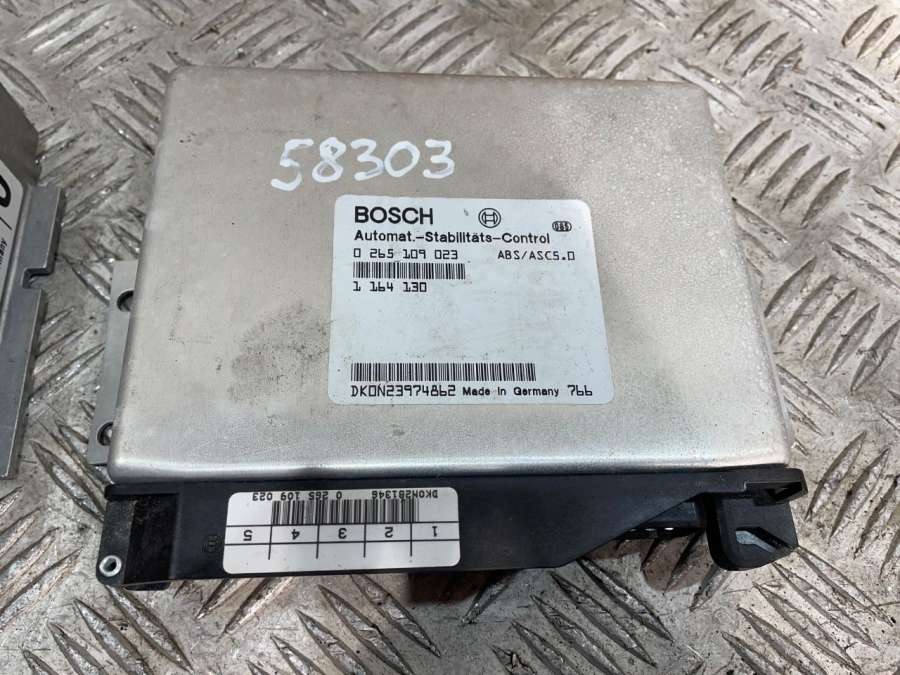 58303
BOSCH
Automat.-Stabilitäts-Control
0 265 109 023 ABS/ASC5.0
1 164 130
DKON23974862 Made in Germany 766
DKON281346 0 265 109 023
1 2 3 4 5